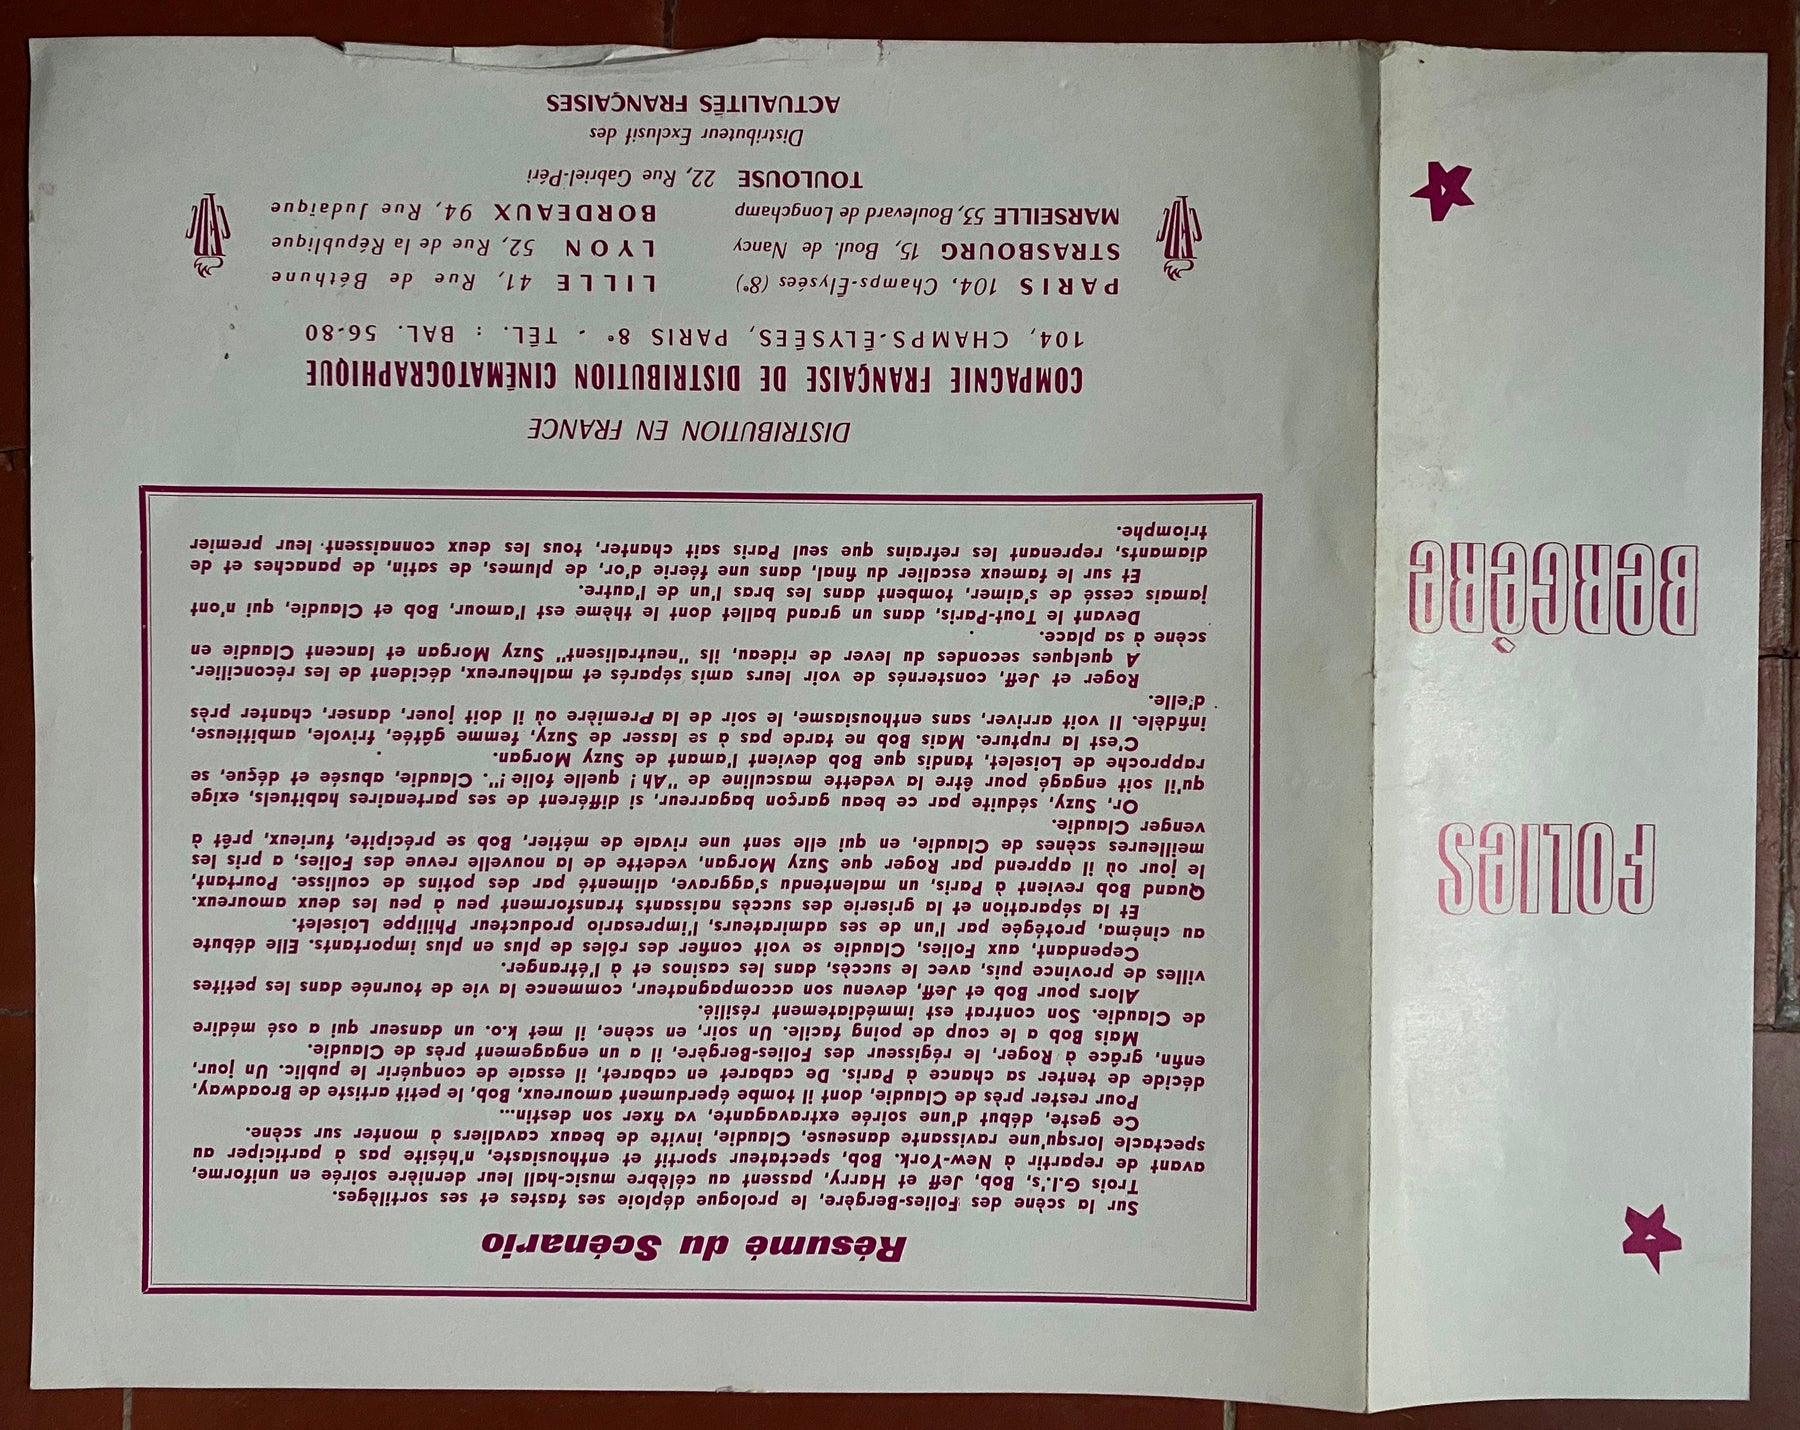 FOLIES
BERGÈRE
Résumé du Scénario
Sur la scène des Folies-Bergère, le prologue déploie ses fastes et ses sortilèges.
Trois G.I.'s, Bob, Jeff et Harry, passent au célèbre music-hall leur dernière soirée en uniforme,
avant de repartir à New-York. Bob, spectateur sportif et enthousiaste, n'hésite pas à participer au
spectacle lorsqu'une ravissante danseuse, Claudie, invite de beaux cavaliers à monter sur scène.
Ce geste, début d'une soirée extravagante, va fixer son destin...
Pour rester près de Claudie, dont il tombe éperdument amoureux, Bob, le petit artiste de Broadway,
décide de tenter sa chance à Paris. De cabaret en cabaret, il essaie de conquérir le public. Un jour,
enfin, grâce à Roger, le régisseur des Folies-Bergère, il a un engagement près de Claudie.
Mais Bob a le coup de poing facile. Un soir, en scène, il met k.o. un danseur qui a osé médire
de Claudie. Son contrat est immédiatement résilié.
Alors pour Bob et Jeff, devenu son accompagnateur, commence la vie de tournée dans les petites
villes de province puis, avec le succès, dans les casinos et à l'étranger.
Cependant, aux Folies, Claudie se voit confier des rôles de plus en plus importants. Elle débute
au cinéma, protégée par l'un de ses admirateurs, l'impresario producteur Philippe Loiselet.
Et la séparation et la griserie des succès naissants transforment peu à peu les deux amoureux.
Quand Bob revient à Paris, un malentendu s'aggrave, alimenté par des potins de coulisse. Pourtant,
le jour où il apprend par Roger que Suzy Morgan, vedette de la nouvelle revue des Folies, a pris les
meilleures scènes de Claudie, en qui elle sent une rivale de métier, Bob se précipite, furieux, prêt à
venger Claudie.
Or, Suzy, séduite par ce beau garçon bagarreur, si différent de ses partenaires habituels, exige
qu'il soit engagé pour être la vedette masculine de "Ah ! quelle folie !". Claudie, abusée et déçue, se
rapproche de Loiselet, tandis que Bob devient l'amant de Suzy Morgan.
C'est la rupture. Mais Bob ne tarde pas à se lasser de Suzy, femme gâtée, frivole, ambitieuse,
infidèle. Il voit arriver, sans enthousiasme, le soir de la Première où il doit jouer, danser, chanter près
d'elle.
Roger et Jeff, consternés de voir leurs amis séparés et malheureux, décident de les réconcilier.
A quelques secondes du lever de rideau, ils "neutralisent" Suzy Morgan et lancent Claudie en
scène à sa place.
Devant le Tout-Paris, dans un grand ballet dont le thème est l'amour, Bob et Claudie, qui n'ont
jamais cessé de s'aimer, tombent dans les bras l'un de l'autre.
Et sur le fameux escalier du final, dans une féerie d'or, de plumes, de satin, de panaches et de
diamants, reprenant les refrains que seul Paris sait chanter, tous les deux connaissent leur premier
triomphe.
DISTRIBUTION EN FRANCE
COMPAGNIE FRANÇAISE DE DISTRIBUTION CINÉMATOGRAPHIQUE
104, CHAMPS-ÉLYSÉES, PARIS 8e - TÉL. : BAL. 56-80
PARIS 104, Champs-Élysées (8e)
STRASBOURG 15, Boul. de Nancy
MARSEILLE 53, Boulevard de Longchamp
LILLE 41, Rue de Béthune
LYON 52, Rue de la République
BORDEAUX 94, Rue Judaïque
TOULOUSE 22, Rue Gabriel-Péri
Distributeur Exclusif des
ACTUALITÉS FRANÇAISES